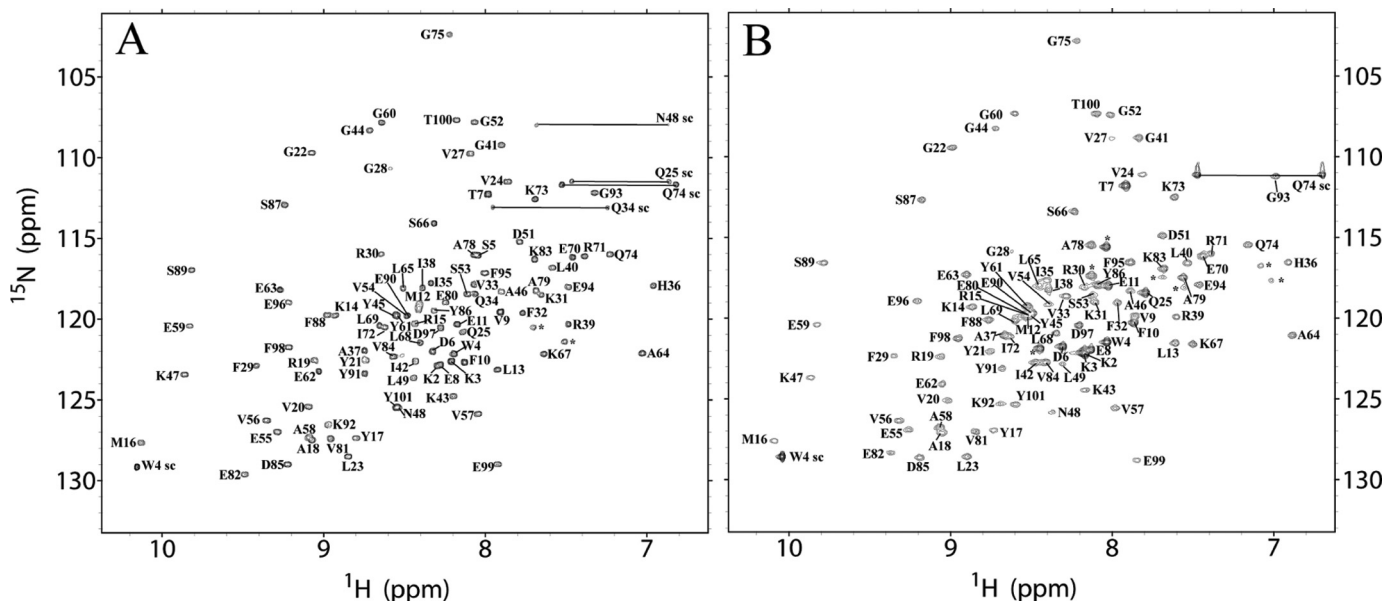 A
G75
105
G60
T100
G52
N48 sc
G44
G41
V27
G22
110
G28
Q25 sc
V24
K73
G93
Q74 sc
T7
Q34 sc
S87
S66
D51
115
A78
S5
K83
E70
R71
Q74
R30
I38
L65
L40
S89
E90
S53
I35
F95
V54
V33
A79
E94
M36
E63
M12
E80
Q34
A46
K31
E96
K14
Y45
Y86
120
F88
R15
F32
L69
Y61
E11
*
R39
E59
I72
L68
D97
Q25
V9
*
F98
V84
D6
W4
A37
K67
A64
R19
Y21
I42
F10
F29
E62
Y91
L49
K2
E8
K3
L13
K47
K43
125
V20
Y101
N48
V57
V56
K92
A58
E55
M16
A18
V81
Y17
W4 sc
D85
L23
E99
E82
130
10
9
8
7
¹H (ppm)
¹⁵N (ppm)
B
G75
105
G60
T100
G52
G44
V27
G41
G22
110
V24
Q74 sc
T7
K73
G93
S87
S66
D51
115
A78
*
R71
Q74
G28
K83
L40
Y61
L65
R30
F95
E70
H36
S89
E63
I35
*
Y86
*
E90
V54
I38
E11
*
*
E80
A79
E94
E96
K14
R15
S53
K31
A46
Q25
V33
120
F88
L69
Y45
F32
V9
R39
E59
M12
D97
F10
F98
L68
W4
A64
A37
*
E8
L13
K67
Y21
I72
D6
F29
R19
K2
K3
Y91
I42
V84
L49
K47
E62
K43
125
V20
K92
Y101
N48
V57
V56
A58
E55
M16
A18
V81
Y73
W4 sc
E82
D85
L23
E99
130
10
9
8
7
¹H (ppm)